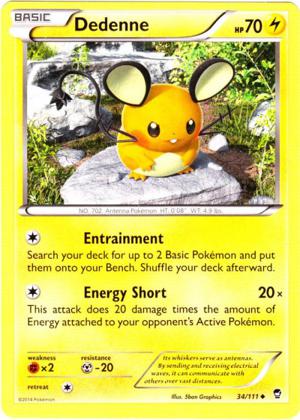 BASIC
Dedenne
HP70
NO. 702 Antenna Pokémon HT: 0'08" WT: 4.9 lbs.
Entrainment
Search your deck for up to 2 Basic Pokémon and put
them onto your Bench. Shuffle your deck afterward.
Energy Short 20×
This attack does 20 damage times the amount of
Energy attached to your opponent's Active Pokémon.
weakness
×2
resistance
-20
retreat
Its whiskers serve as antennas.
By sending and receiving electrical
waves, it can communicate with
others over vast distances.
Illus. 5ban Graphics
34/111
©2014 Pokémon